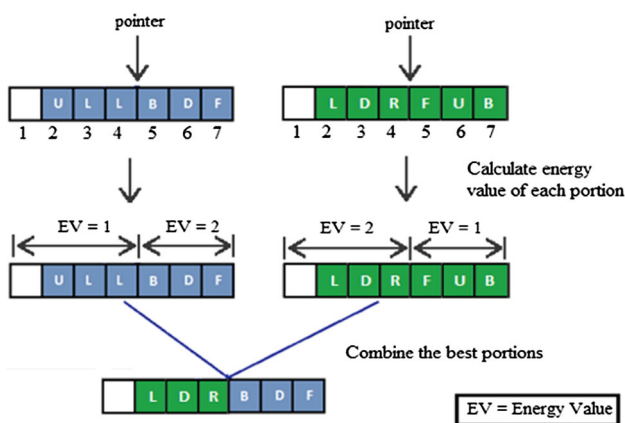 pointer pointer
U L L B D F L D R F U B
1 2 3 4 5 6 7 1 2 3 4 5 6 7
Calculate energy
value of each portion
EV = 1 EV = 2 EV = 2 EV = 1
U L L B D F L D R F U B
Combine the best portions
L D R B D F
EV = Energy Value